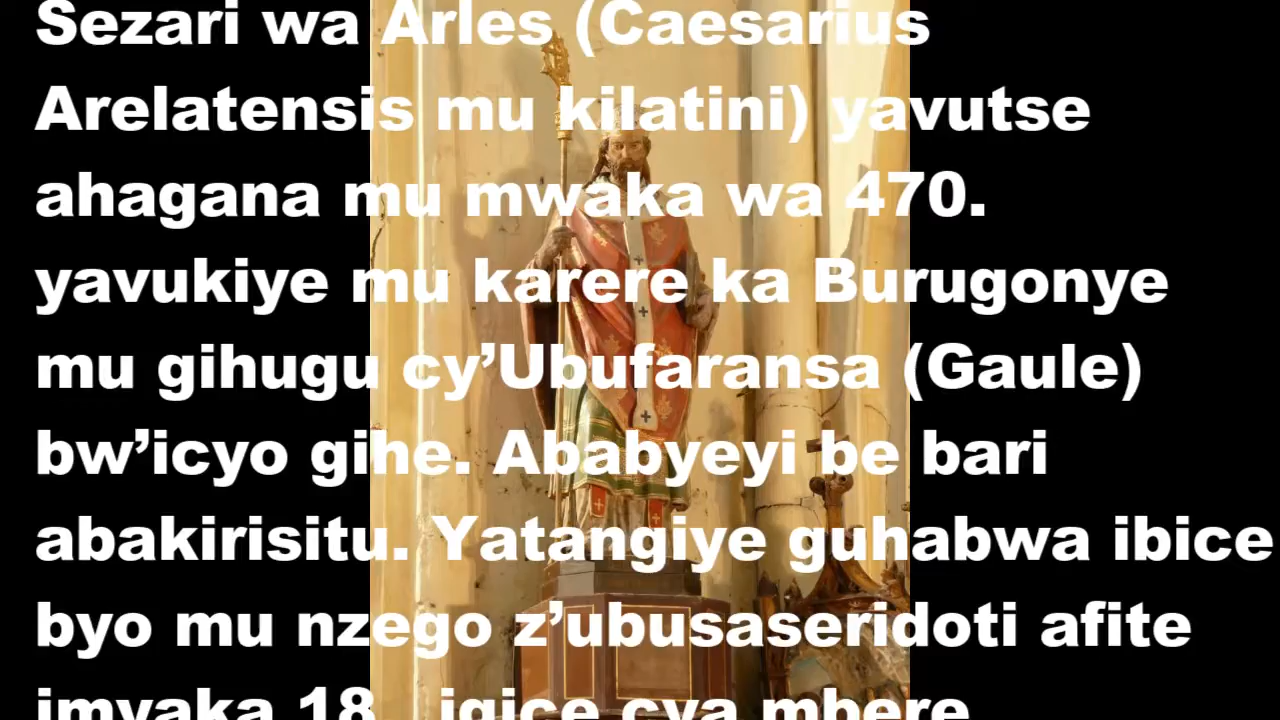 Sezari wa Arles (Caesarius
Arelatensis mu kilatini) yavutse
ahagana mu mwaka wa 470.
yavukiye mu karere ka Burugonye
mu gihugu cy’Ubufaransa (Gaule)
bw’icyo gihe. Ababyeyi be bari
abakirisitu. Yatangiye guhabwa ibice
byo mu nzego z’ubusaseridoti afite
imyaka 18 igice cya mbere